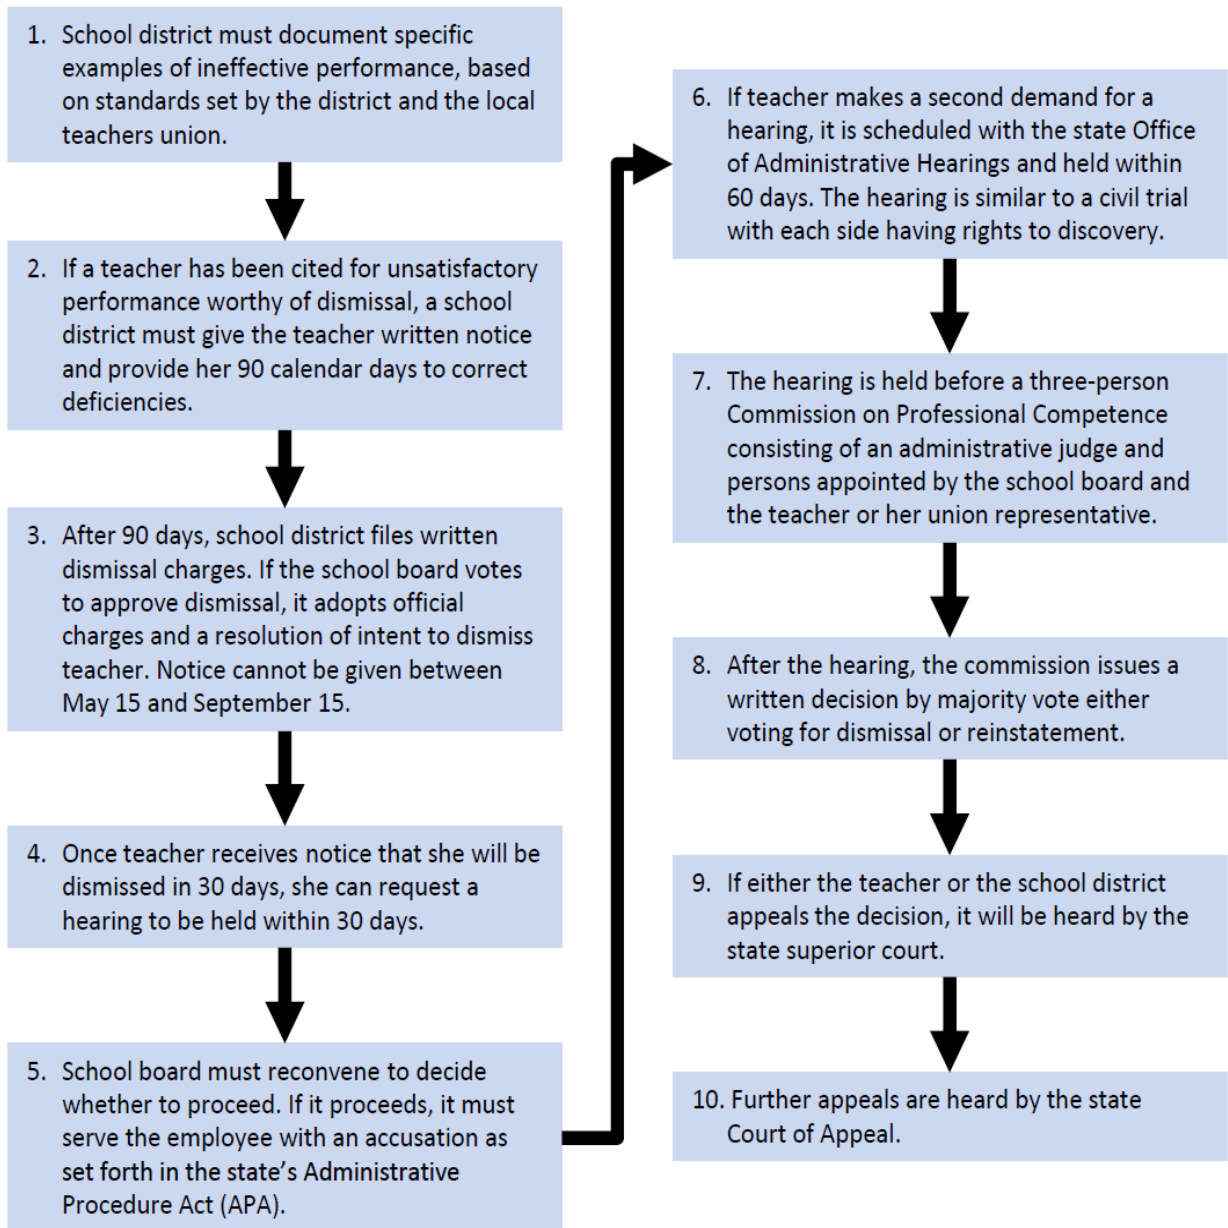 1. School district must document specific
examples of ineffective performance, based
on standards set by the district and the local
teachers union.
2. If a teacher has been cited for unsatisfactory
performance worthy of dismissal, a school
district must give the teacher written notice
and provide her 90 calendar days to correct
deficiencies.
3. After 90 days, school district files written
dismissal charges. If the school board votes
to approve dismissal, it adopts official
charges and a resolution of intent to dismiss
teacher. Notice cannot be given between
May 15 and September 15.
4. Once teacher receives notice that she will be
dismissed in 30 days, she can request a
hearing to be held within 30 days.
5. School board must reconvene to decide
whether to proceed. If it proceeds, it must
serve the employee with an accusation as
set forth in the state’s Administrative
Procedure Act (APA).
6. If teacher makes a second demand for a
hearing, it is scheduled with the state Office
of Administrative Hearings and held within
60 days. The hearing is similar to a civil trial
with each side having rights to discovery.
7. The hearing is held before a three-person
Commission on Professional Competence
consisting of an administrative judge and
persons appointed by the school board and
the teacher or her union representative.
8. After the hearing, the commission issues a
written decision by majority vote either
voting for dismissal or reinstatement.
9. If either the teacher or the school district
appeals the decision, it will be heard by the
state superior court.
10. Further appeals are heard by the state
Court of Appeal.